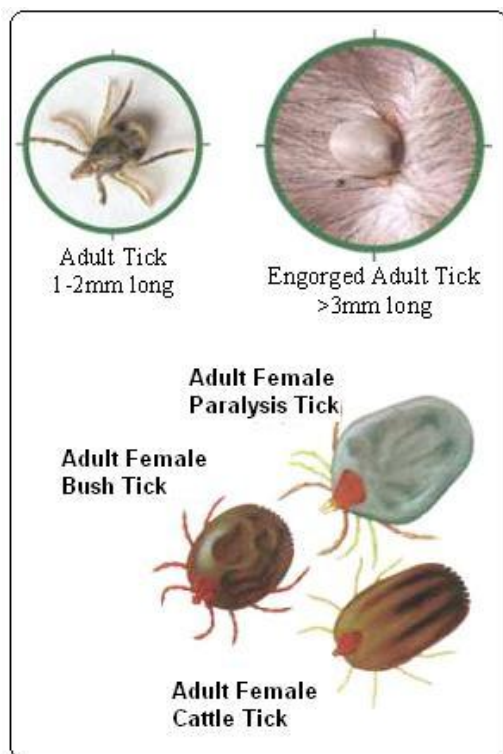 Adult Tick
1-2mm long
Engorged Adult Tick
>3mm long
Adult Female
Paralysis Tick
Adult Female
Bush Tick
Adult Female
Cattle Tick